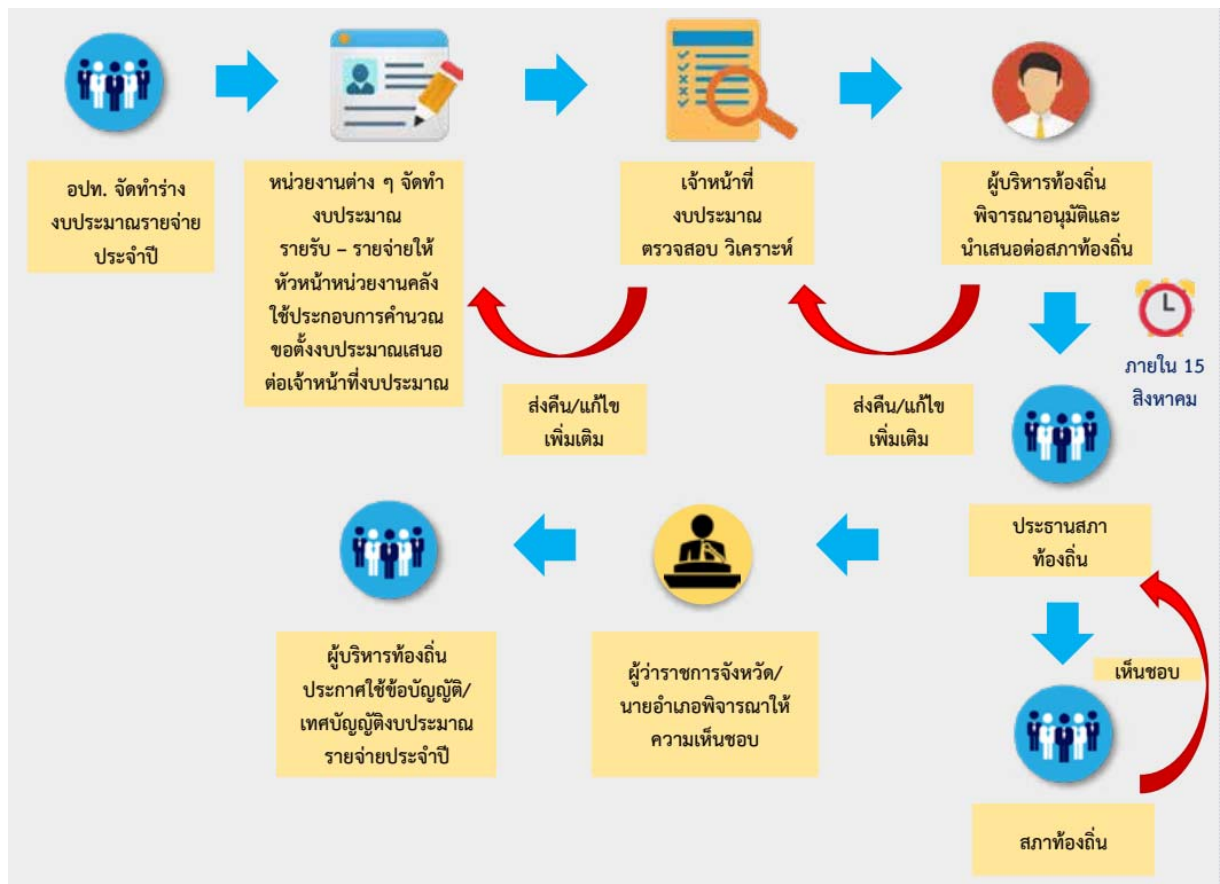 อปท. จัดทำร่าง
งบประมาณรายจ่าย
ประจำปี
หน่วยงานต่าง ๆ จัดทำ
งบประมาณ
รายรับ – รายจ่ายให้
หัวหน้าหน่วยงานคลัง
ใช้ประกอบการคำนวณ
ขอตั้งงบประมาณเสนอ
ต่อเจ้าหน้าที่งบประมาณ
เจ้าหน้าที่
งบประมาณ
ตรวจสอบ วิเคราะห์
ผู้บริหารท้องถิ่น
พิจารณาอนุมัติและ
นำเสนอต่อสภาท้องถิ่น
ส่งคืน/แก้ไข
เพิ่มเติม
ส่งคืน/แก้ไข
เพิ่มเติม
ภายใน 15
สิงหาคม
ประธานสภา
ท้องถิ่น
เห็นชอบ
สภาท้องถิ่น
ผู้ว่าราชการจังหวัด/
นายอำเภอพิจารณาให้
ความเห็นชอบ
ผู้บริหารท้องถิ่น
ประกาศใช้ข้อบัญญัติ/
เทศบัญญัติงบประมาณ
รายจ่ายประจำปี